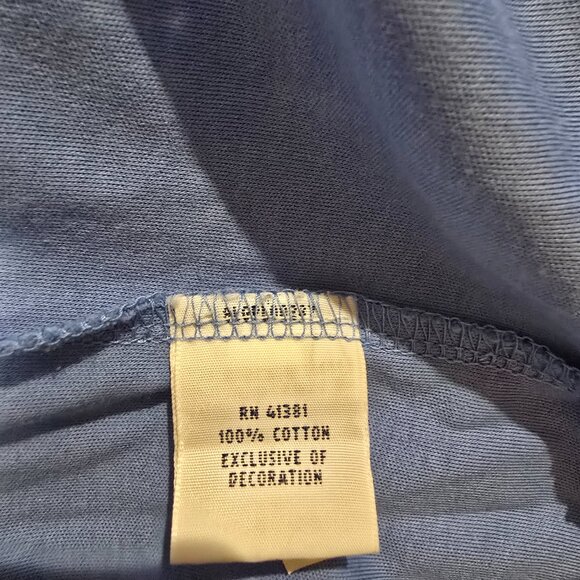 RN 41381
100% COTTON
EXCLUSIVE OF
DECORATION